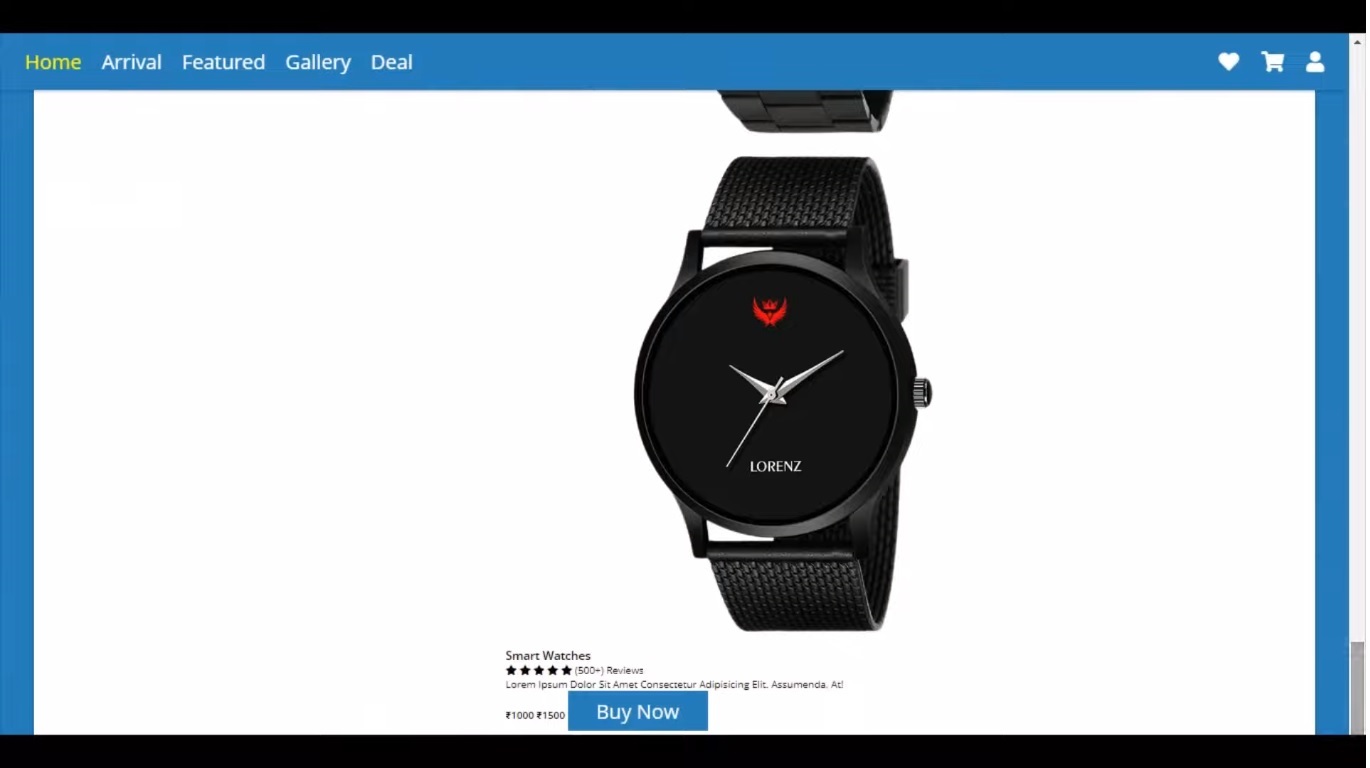 Home Arrival Featured Gallery Deal
LORENZ
Smart Watches
(500+) Reviews
Lorem Ipsum Dolor Sit Amet Consectetur Adipisicing Elit. Assumenda. At!
₹1000 ₹1500 Buy Now